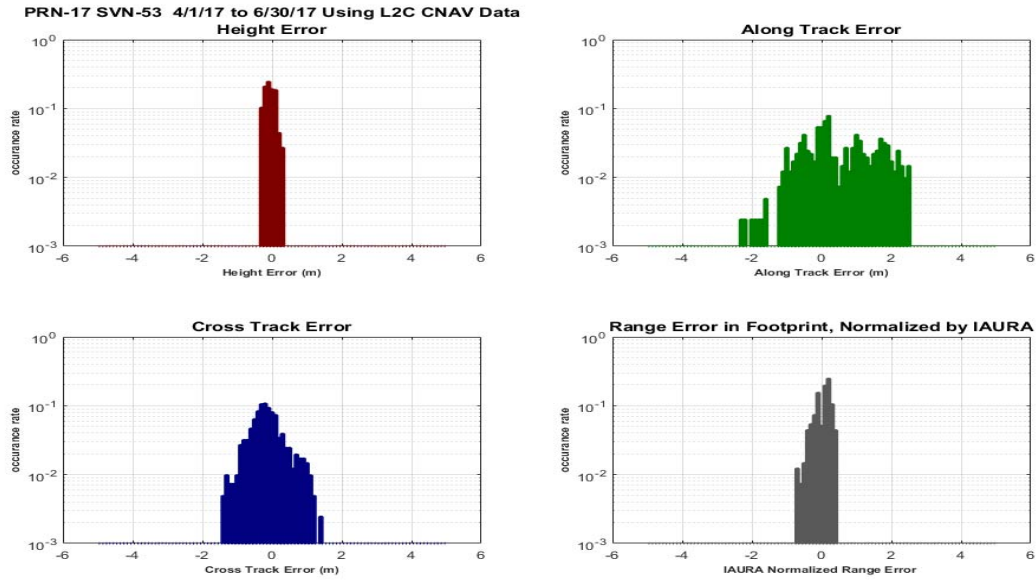 PRN-17 SVN-53 4/1/17 to 6/30/17 Using L2C CNAV Data
Height Error
10^0
10^-1
10^-2
10^-3
occurance rate
-6 -4 -2 0 2 4 6
Height Error (m)
Along Track Error
10^0
10^-1
10^-2
10^-3
occurance rate
-6 -4 -2 0 2 4 6
Along Track Error (m)
Cross Track Error
10^0
10^-1
10^-2
10^-3
occurance rate
-6 -4 -2 0 2 4 6
Cross Track Error (m)
Range Error in Footprint, Normalized by IAURA
10^0
10^-1
10^-2
10^-3
occurance rate
-6 -4 -2 0 2 4 6
IAURA Normalized Range Error